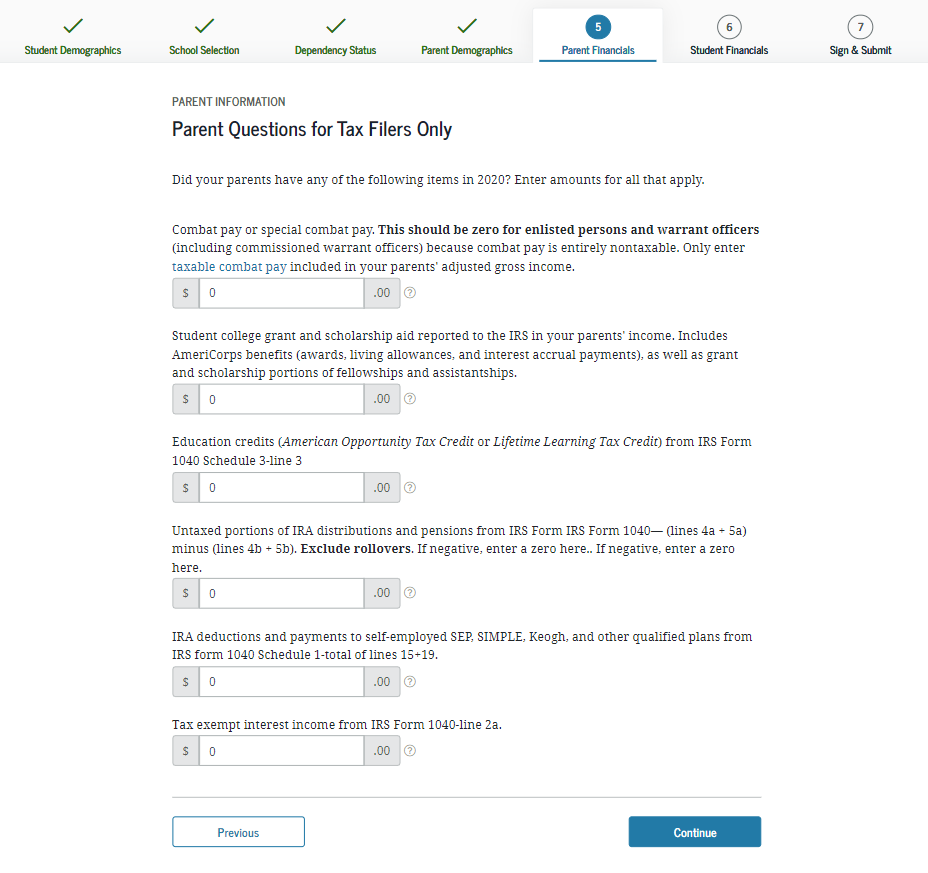 Student Demographics
School Selection
Dependency Status
Parent Demographics
5
Parent Financials
6
Student Financials
7
Sign & Submit
PARENT INFORMATION
Parent Questions for Tax Filers Only
Did your parents have any of the following items in 2020? Enter amounts for all that apply.
Combat pay or special combat pay. This should be zero for enlisted persons and warrant officers
(including commissioned warrant officers) because combat pay is entirely nontaxable. Only enter
taxable combat pay included in your parents' adjusted gross income.
$ 0 .00 ?
Student college grant and scholarship aid reported to the IRS in your parents' income. Includes
AmeriCorps benefits (awards, living allowances, and interest accrual payments), as well as grant
and scholarship portions of fellowships and assistantships.
$ 0 .00 ?
Education credits (American Opportunity Tax Credit or Lifetime Learning Tax Credit) from IRS Form
1040 Schedule 3-line 3
$ 0 .00 ?
Untaxed portions of IRA distributions and pensions from IRS Form IRS Form 1040— (lines 4a + 5a)
minus (lines 4b + 5b). Exclude rollovers. If negative, enter a zero here.. If negative, enter a zero
here.
$ 0 .00 ?
IRA deductions and payments to self-employed SEP, SIMPLE, Keogh, and other qualified plans from
IRS form 1040 Schedule 1-total of lines 15+19.
$ 0 .00 ?
Tax exempt interest income from IRS Form 1040-line 2a.
$ 0 .00 ?
Previous
Continue